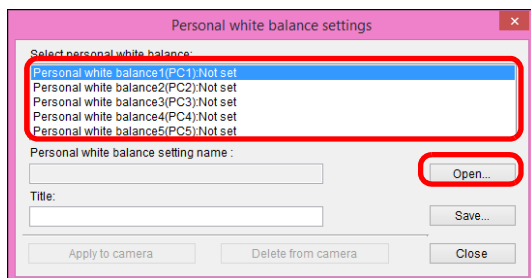 Personal white balance settings
Select personal white balance:
Personal white balance1(PC1):Not set
Personal white balance2(PC2):Not set
Personal white balance3(PC3):Not set
Personal white balance4(PC4):Not set
Personal white balance5(PC5):Not set
Personal white balance setting name :
Open...
Title:
Save...
Apply to camera
Delete from camera
Close